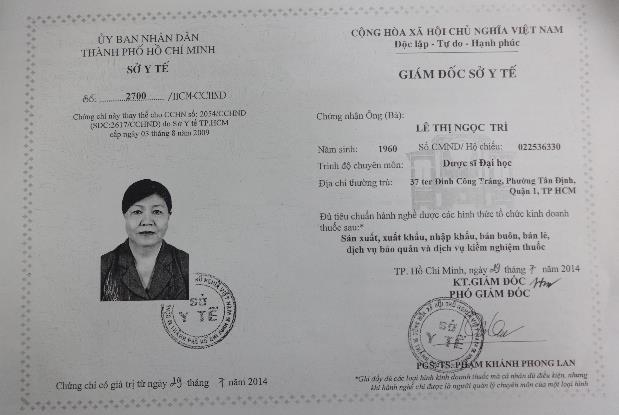 ỦY BAN NHÂN DÂN
THÀNH PHỐ HỒ CHÍ MINH
SỞ Y TẾ
Số: 2700 /HCM-CCHND
Chứng chỉ này thay thế cho CCHN số: 2054/CCHND
(SDC:2617/CCHND) do Sở Y Tế TP.HCM
cấp ngày 03 tháng 8 năm 2009
SỞ
Y TẾ
Chứng chỉ có giá trị từ ngày 29 tháng 7 năm 2014
CỘNG HÒA XÃ HỘI CHỦ NGHĨA VIỆT NAM
Độc lập - Tự do - Hạnh phúc
GIÁM ĐỐC SỞ Y TẾ
Chứng nhận Ông (Bà):
LÊ THỊ NGỌC TRÌ
Năm sinh: 1960 Số CMND/ Hộ chiếu: 022536330
Trình độ chuyên môn: Dược sĩ Đại học
Địa chỉ thường trú: 37 ter Đinh Công Tráng, Phường Tân Định,
Quận 1, TP HCM
Đủ tiêu chuẩn hành nghề dược các hình thức tổ chức kinh doanh
thuốc sau:*
Sản xuất, xuất khẩu, nhập khẩu, bán buôn, bán lẻ,
dịch vụ bảo quản và dịch vụ kiểm nghiệm thuốc
TP. Hồ Chí Minh, ngày 29 tháng 7 năm 2014
KT.GIÁM ĐỐC
PHÓ GIÁM ĐỐC
SỞ
Y TẾ
PGS.TS. PHẠM KHÁNH PHONG LAN
*Ghi đầy đủ các loại hình kinh doanh thuốc mà cá nhân đủ điều kiện, nhưng
khi hành nghề chỉ được là người quản lý chuyên môn của một loại hình